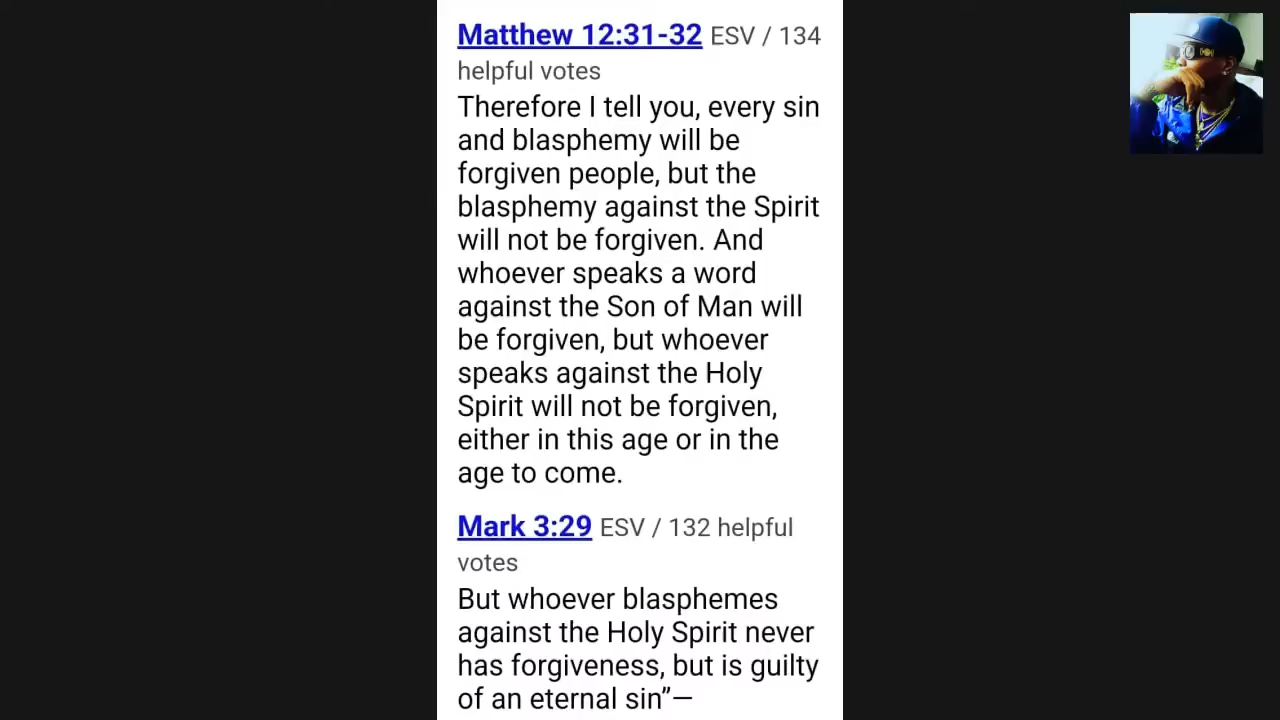 Matthew 12:31-32 ESV / 134
helpful votes
Therefore I tell you, every sin
and blasphemy will be
forgiven people, but the
blasphemy against the Spirit
will not be forgiven. And
whoever speaks a word
against the Son of Man will
be forgiven, but whoever
speaks against the Holy
Spirit will not be forgiven,
either in this age or in the
age to come.
Mark 3:29 ESV / 132 helpful
votes
But whoever blasphemes
against the Holy Spirit never
has forgiveness, but is guilty
of an eternal sin”—